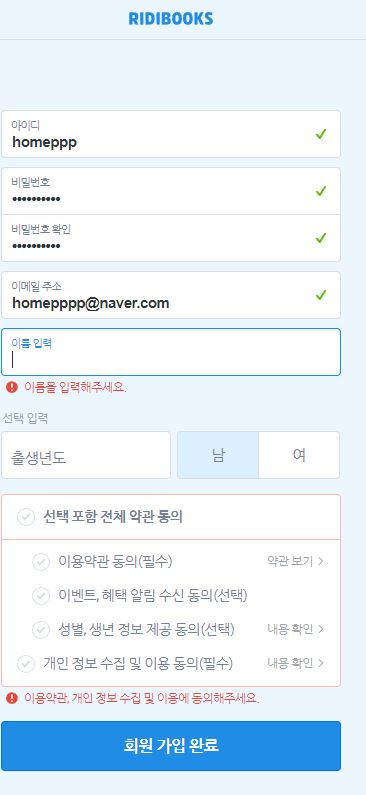 RIDIBOOKS
아이디
homeppp
비밀번호
••••••••••
비밀번호 확인
••••••••••
이메일 주소
homepppp@naver.com
이름 입력
이름을 입력해주세요.
선택 입력
출생년도 남 여
선택 포함 전체 약관 동의
이용약관 동의(필수) 약관 보기 >
이벤트, 혜택 알림 수신 동의(선택)
성별, 생년 정보 제공 동의(선택) 내용 확인 >
개인 정보 수집 및 이용 동의(필수) 내용 확인 >
이용약관, 개인 정보 수집 및 이용에 동의해주세요.
회원 가입 완료